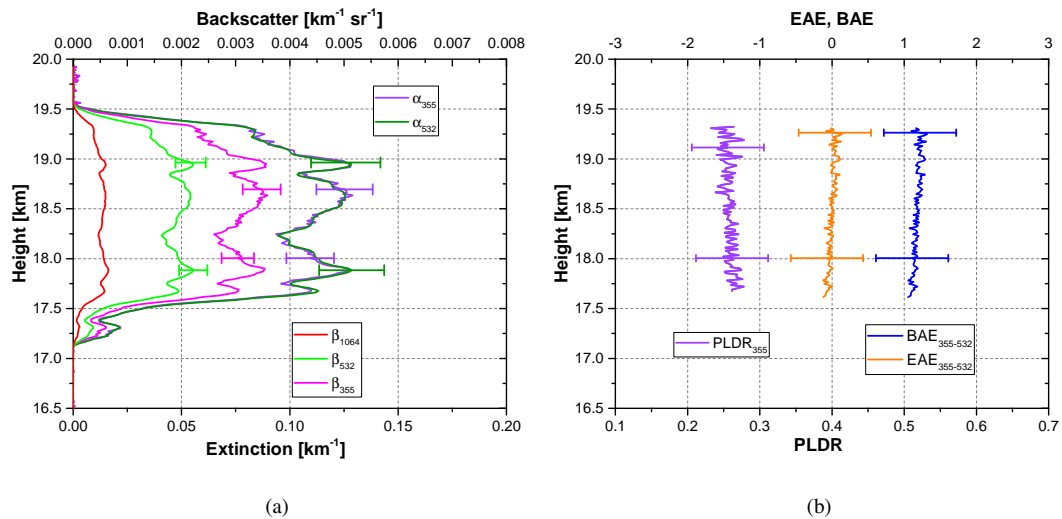 Backscatter [km⁻¹ sr⁻¹]
0.000 0.001 0.002 0.003 0.004 0.005 0.006 0.007 0.008
20.0
19.5
19.0
18.5
18.0
17.5
17.0
16.5
Height [km]
α₃₅₅
α₅₃₂
β₁₀₆₄
β₅₃₂
β₃₅₅
0.00 0.05 0.10 0.15 0.20
Extinction [km⁻¹]
(a)
EAE, BAE
-3 -2 -1 0 1 2 3
20.0
19.5
19.0
18.5
18.0
17.5
17.0
16.5
Height [km]
PLDR₃₅₅
BAE₃₅₅₋₅₃₂
EAE₃₅₅₋₅₃₂
0.1 0.2 0.3 0.4 0.5 0.6 0.7
PLDR
(b)